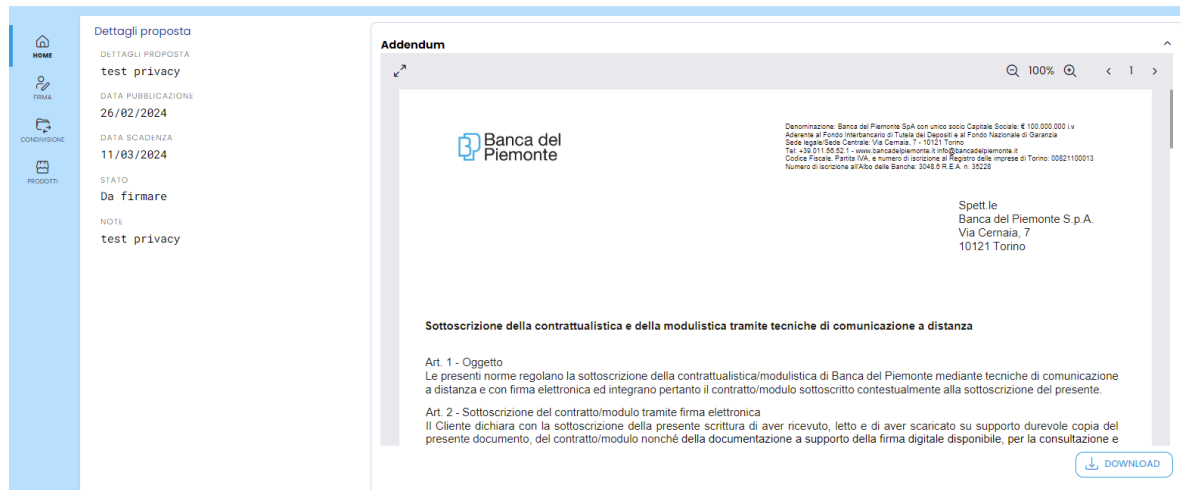 HOME
FIRMA
CONDIVISIONE
PRODOTTI
Dettagli proposta
DETTAGLI PROPOSTA
test privacy
DATA PUBBLICAZIONE
26/02/2024
DATA SCADENZA
11/03/2024
STATO
Da firmare
NOTE
test privacy
Addendum
100%
1
Banca del
Piemonte
Denominazione: Banca del Piemonte SpA con unico socio Capitale Sociale: € 100.000.000 i.v
Aderente al Fondo Interbancario di Tutela dei Depositi e al Fondo Nazionale di Garanzia
Sede legale/Sede Centrale: Via Cernaia, 7 - 10121 Torino
Tel: +39.011.56.52.1 - www.bancadelpiemonte.it info@bancadelpiemonte.it
Codice Fiscale, Partita IVA, e numero di iscrizione al Registro delle imprese di Torino: 00821100013
Numero di iscrizione all'Albo delle Banche: 3048.6 R.E.A. n. 35228
Spett.le
Banca del Piemonte S.p.A.
Via Cernaia, 7
10121 Torino
Sottoscrizione della contrattualistica e della modulistica tramite tecniche di comunicazione a distanza
Art. 1 - Oggetto
Le presenti norme regolano la sottoscrizione della contrattualistica/modulistica di Banca del Piemonte mediante tecniche di comunicazione
a distanza e con firma elettronica ed integrano pertanto il contratto/modulo sottoscritto contestualmente alla sottoscrizione del presente.
Art. 2 - Sottoscrizione del contratto/modulo tramite firma elettronica
Il Cliente dichiara con la sottoscrizione della presente scrittura di aver ricevuto, letto e di aver scaricato su supporto durevole copia del
presente documento, del contratto/modulo nonché della documentazione a supporto della firma digitale disponibile, per la consultazione e
DOWNLOAD